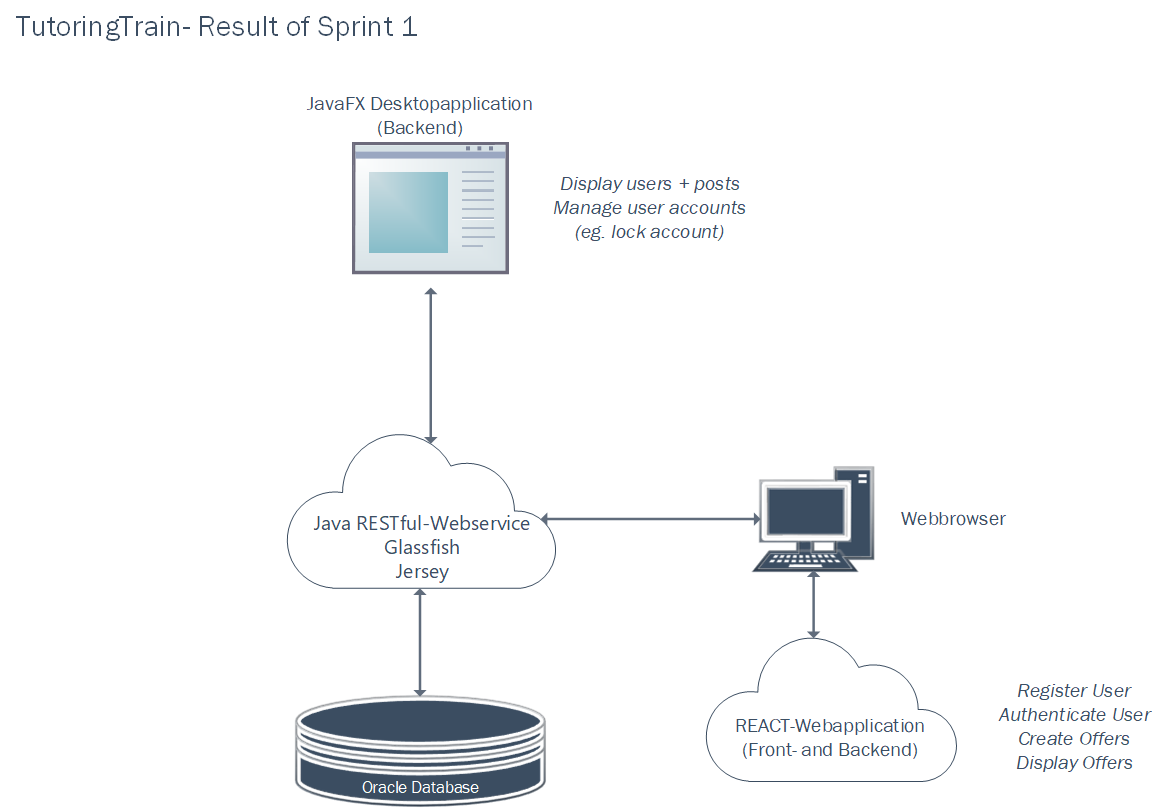 TutoringTrain- Result of Sprint 1
JavaFX Desktopapplication
(Backend)
Display users + posts
Manage user accounts
(eg. lock account)
Java RESTful-Webservice
Glassfish
Jersey
Webbrowser
REACT-Webapplication
(Front- and Backend)
Register User
Authenticate User
Create Offers
Display Offers
Oracle Database